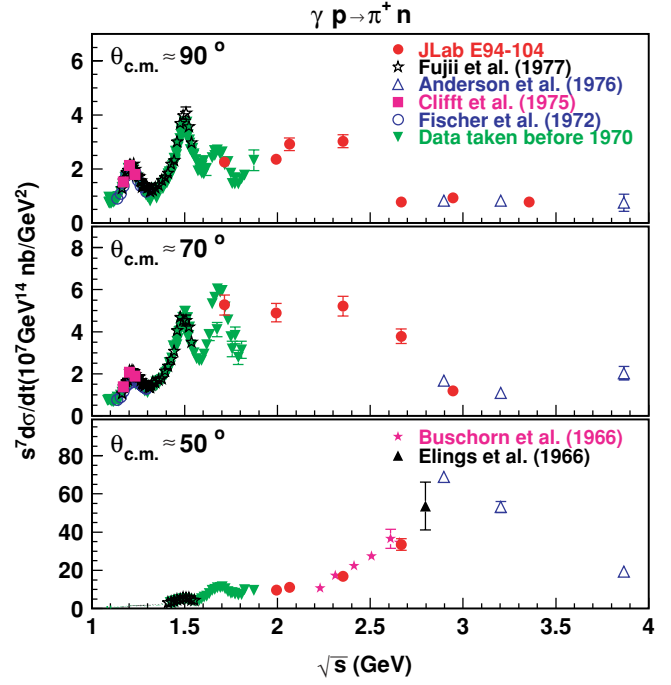 γ p→π⁺ n
θc.m. ≈ 90 °
JLab E94-104
Fujii et al. (1977)
Anderson et al. (1976)
Clifft et al. (1975)
Fischer et al. (1972)
Data taken before 1970
6
4
2
0
θc.m. ≈ 70 °
6
4
2
0
s⁷dσ/dt(10⁷GeV¹⁴ nb/GeV²)
θc.m. ≈ 50 °
Buschorn et al. (1966)
Elings et al. (1966)
80
60
40
20
0
1 1.5 2 2.5 3 3.5 4
√s (GeV)